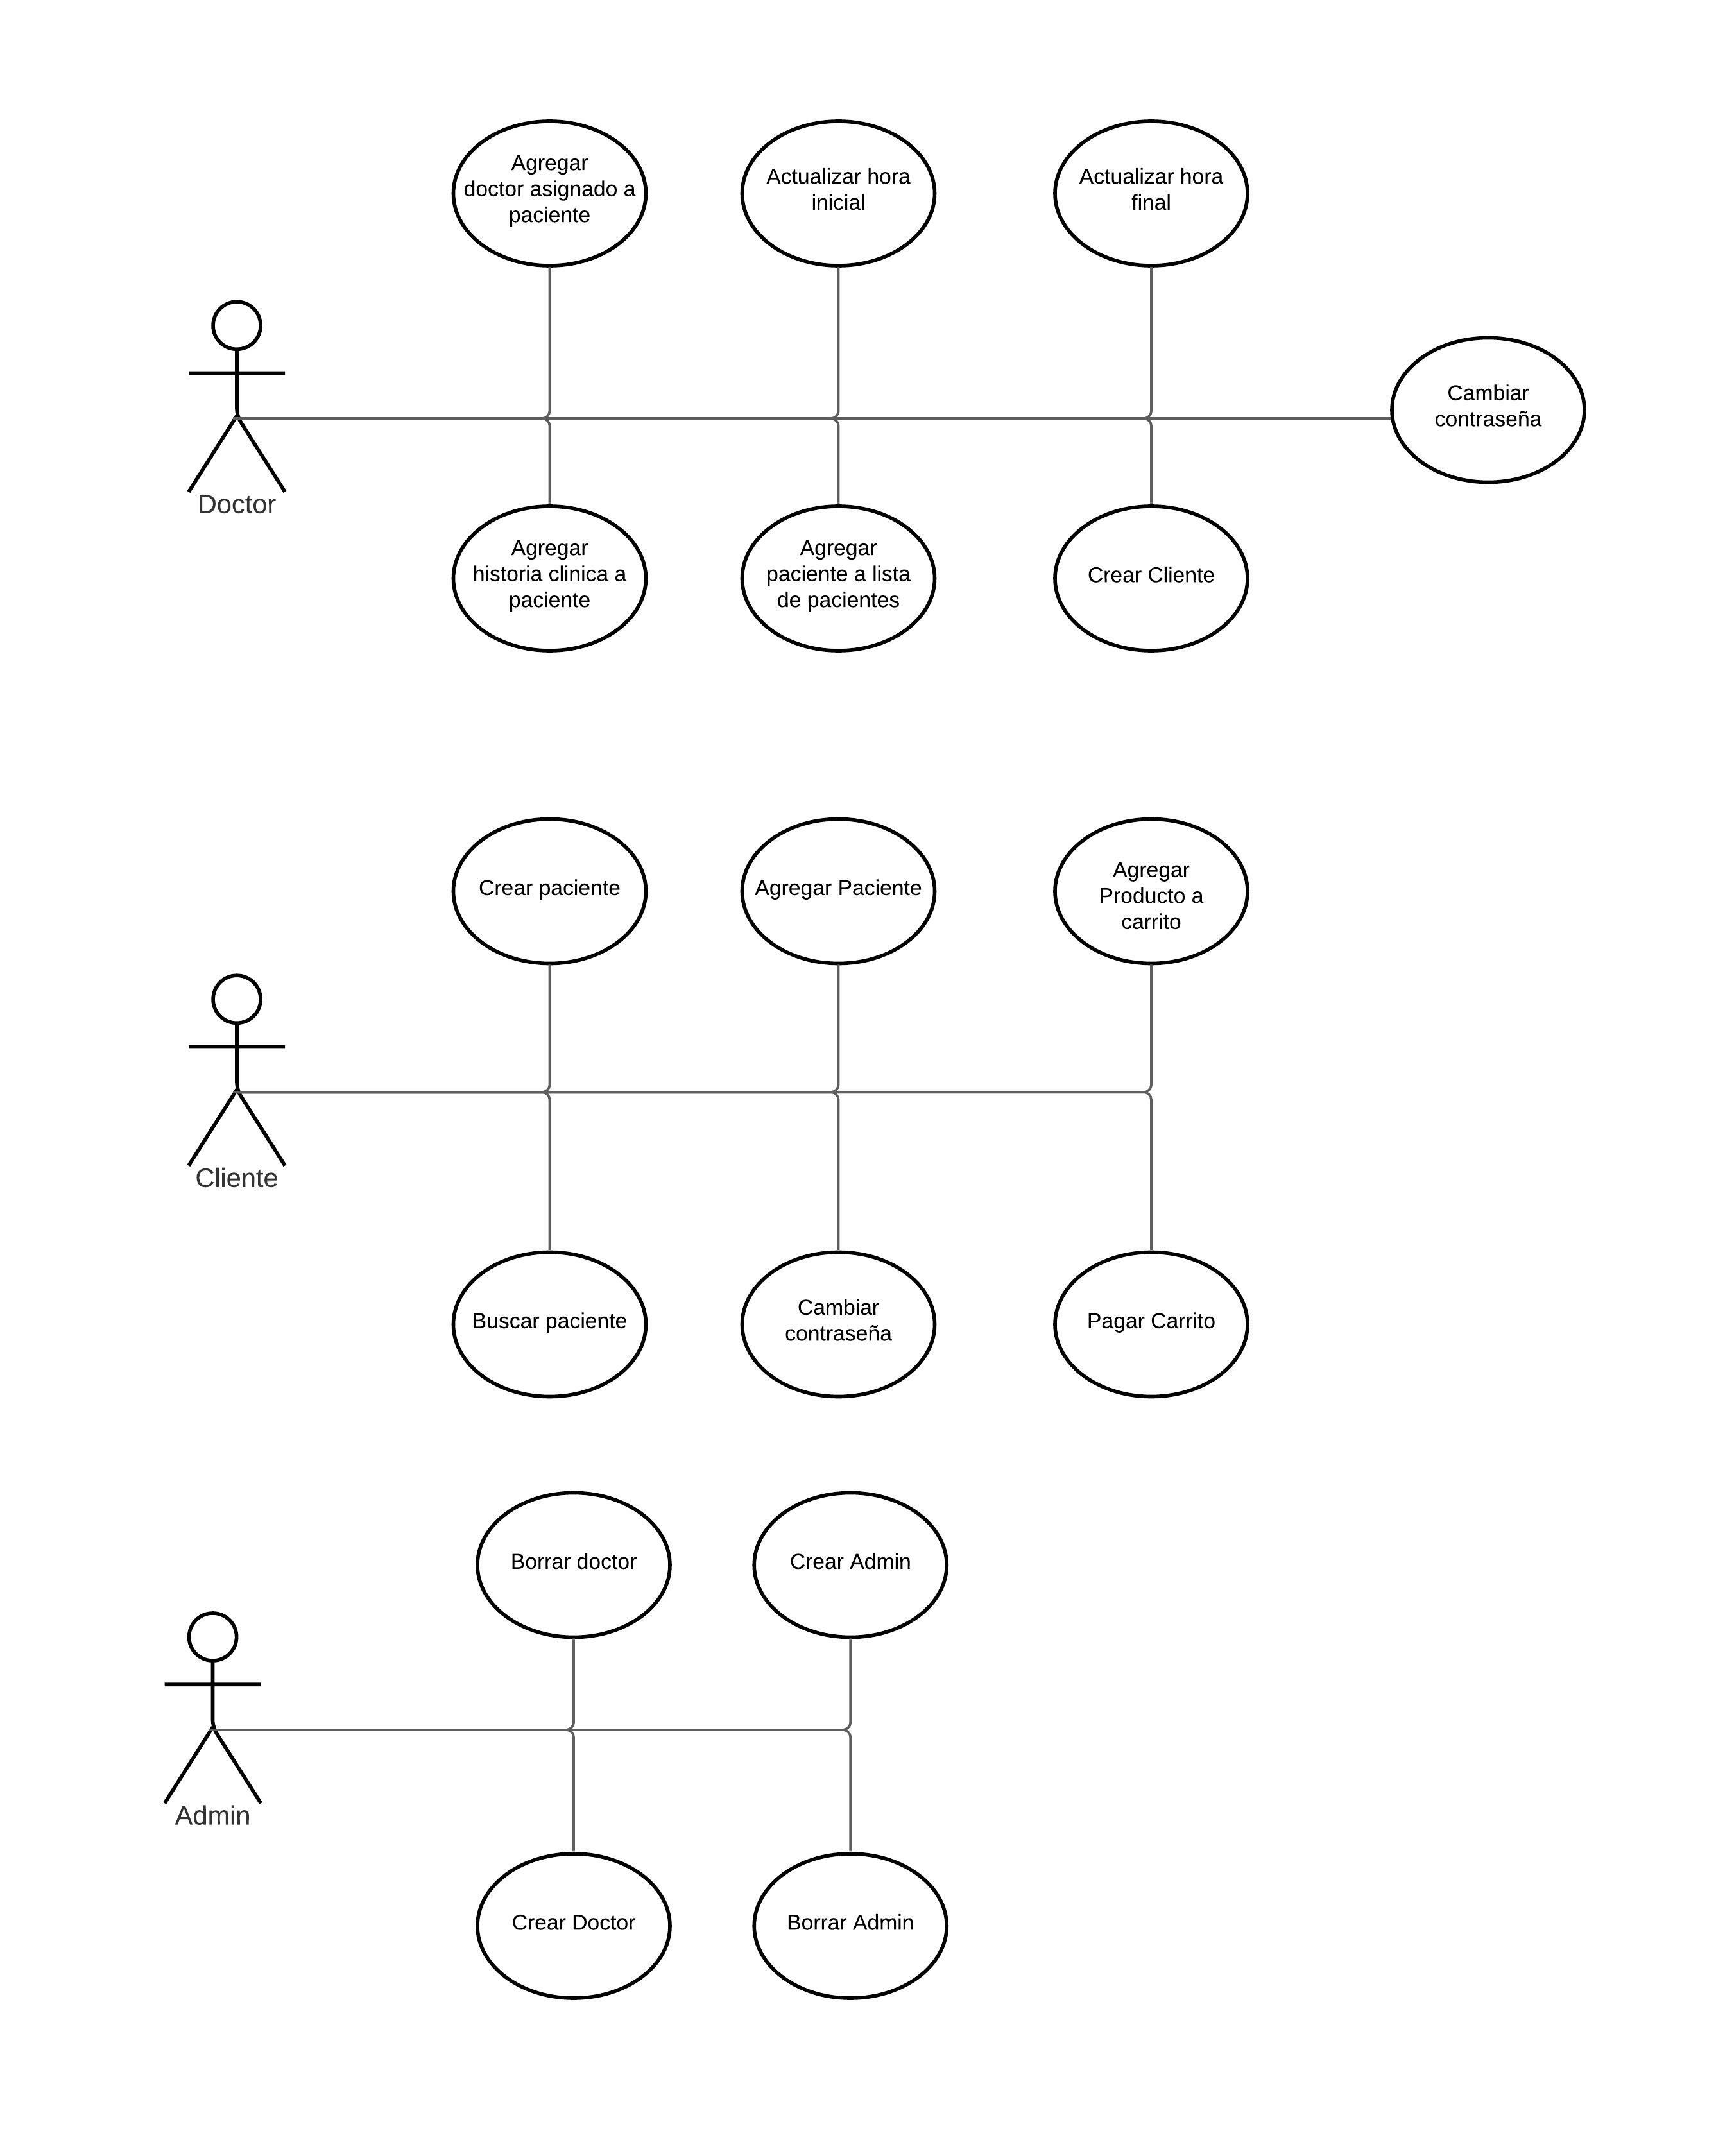 Agregar
doctor asignado a
paciente
Actualizar hora
inicial
Actualizar hora
final
Cambiar
contraseña
Doctor
Agregar
historia clinica a
paciente
Agregar
paciente a lista
de pacientes
Crear Cliente
Crear paciente
Agregar Paciente
Agregar
Producto a
carrito
Cliente
Buscar paciente
Cambiar
contraseña
Pagar Carrito
Borrar doctor
Crear Admin
Admin
Crear Doctor
Borrar Admin